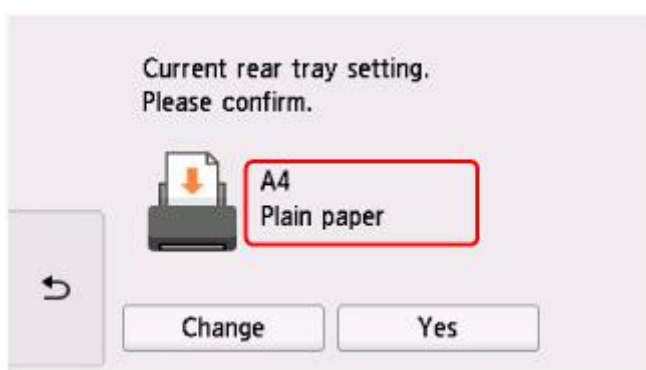 Current rear tray setting.
Please confirm.
A4
Plain paper
Change
Yes